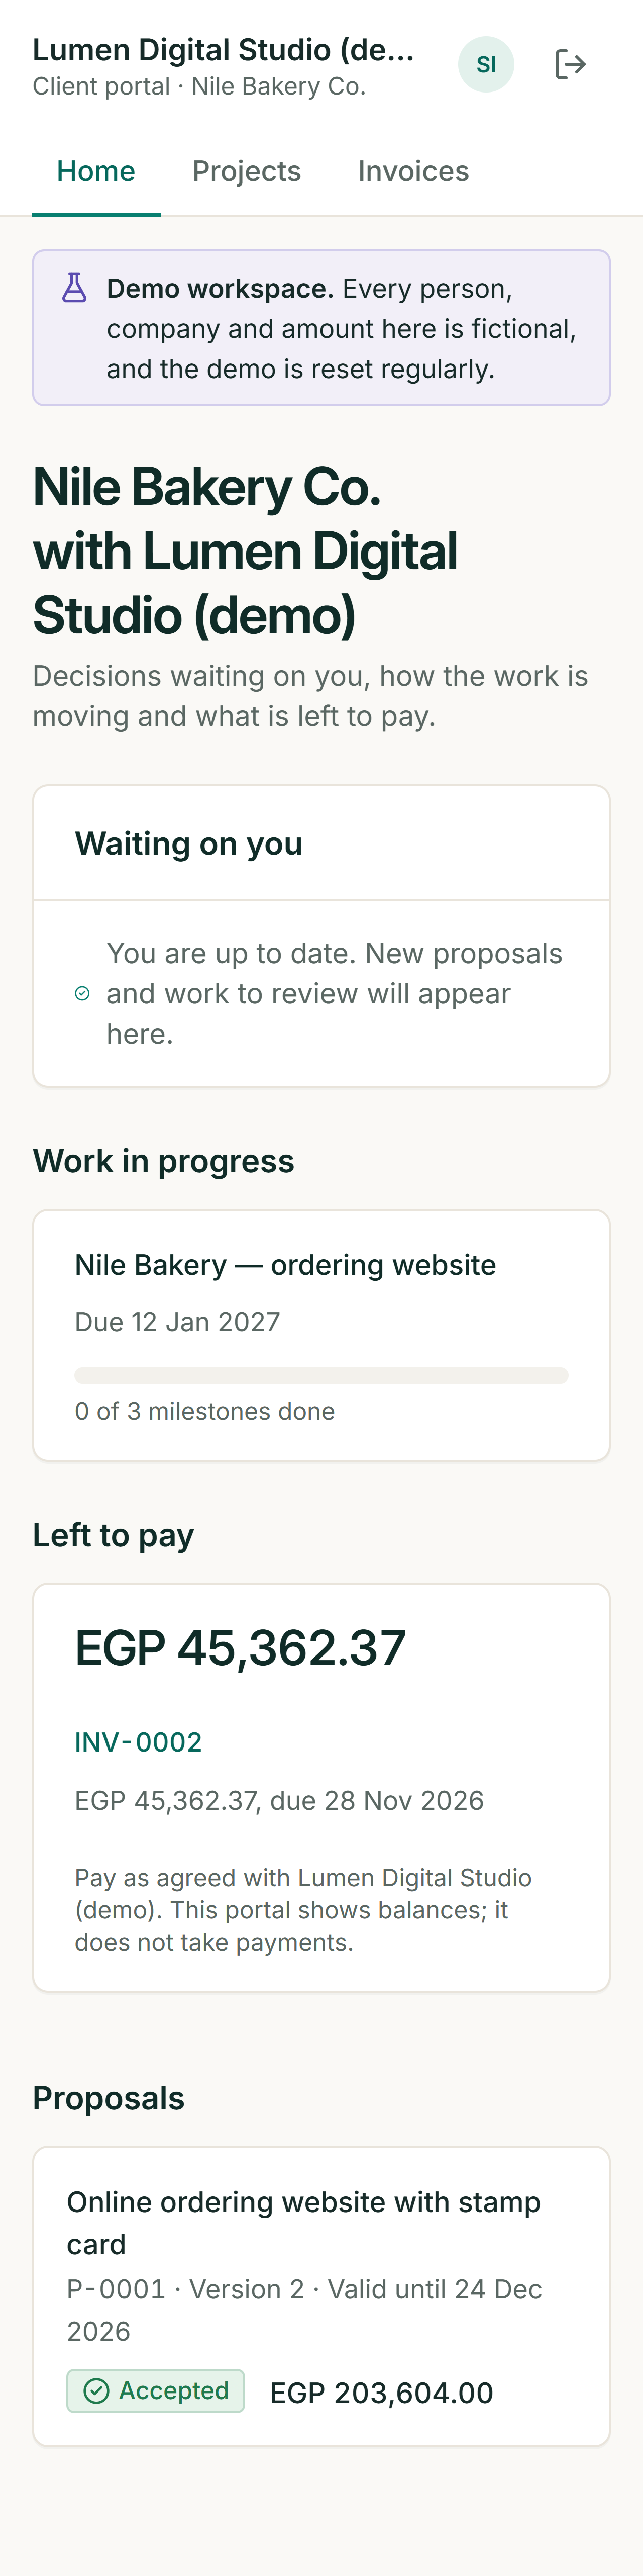 Lumen Digital Studio (de...
Client portal · Nile Bakery Co.
SI
Home Projects Invoices
Demo workspace. Every person,
company and amount here is fictional,
and the demo is reset regularly.
Nile Bakery Co.
with Lumen Digital
Studio (demo)
Decisions waiting on you, how the work is
moving and what is left to pay.
Waiting on you
You are up to date. New proposals
and work to review will appear
here.
Work in progress
Nile Bakery — ordering website
Due 12 Jan 2027
0 of 3 milestones done
Left to pay
EGP 45,362.37
INV-0002
EGP 45,362.37, due 28 Nov 2026
Pay as agreed with Lumen Digital Studio
(demo). This portal shows balances; it
does not take payments.
Proposals
Online ordering website with stamp
card
P-0001 · Version 2 · Valid until 24 Dec
2026
Accepted EGP 203,604.00